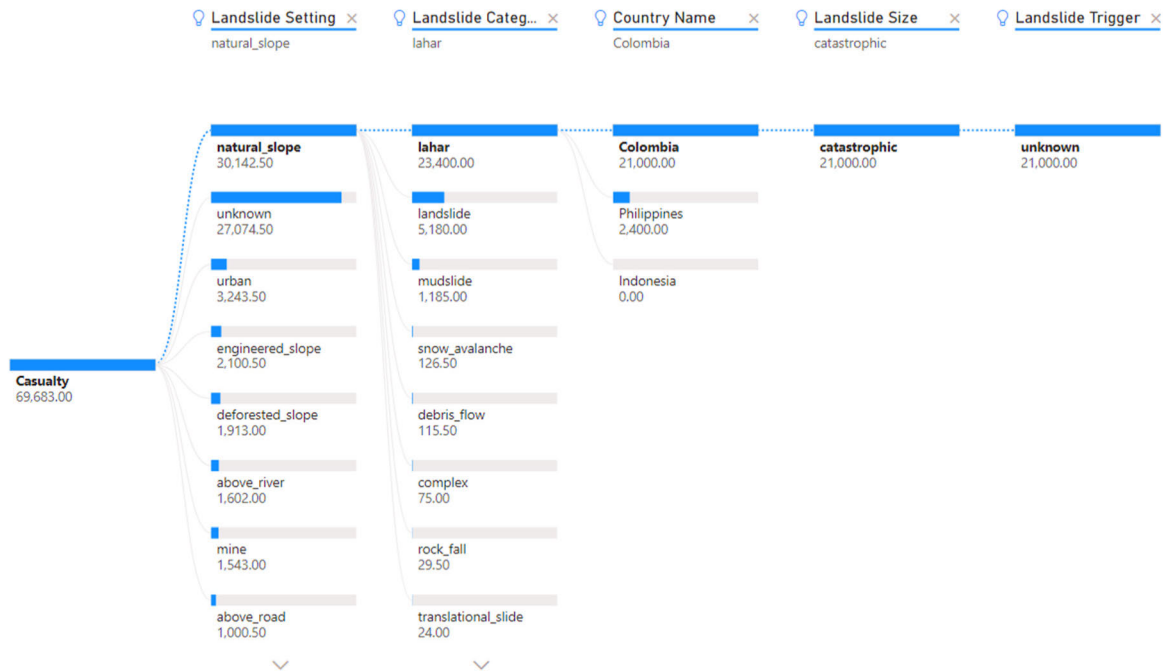 Landslide Setting
natural_slope
Landslide Categ...
lahar
Country Name
Colombia
Landslide Size
catastrophic
Landslide Trigger
Casualty
69,683.00
natural_slope
30,142.50
unknown
27,074.50
urban
3,243.50
engineered_slope
2,100.50
deforested_slope
1,913.00
above_river
1,602.00
mine
1,543.00
above_road
1,000.50
lahar
23,400.00
landslide
5,180.00
mudslide
1,185.00
snow_avalanche
126.50
debris_flow
115.50
complex
75.00
rock_fall
29.50
translational_slide
24.00
Colombia
21,000.00
Philippines
2,400.00
Indonesia
0.00
catastrophic
21,000.00
unknown
21,000.00